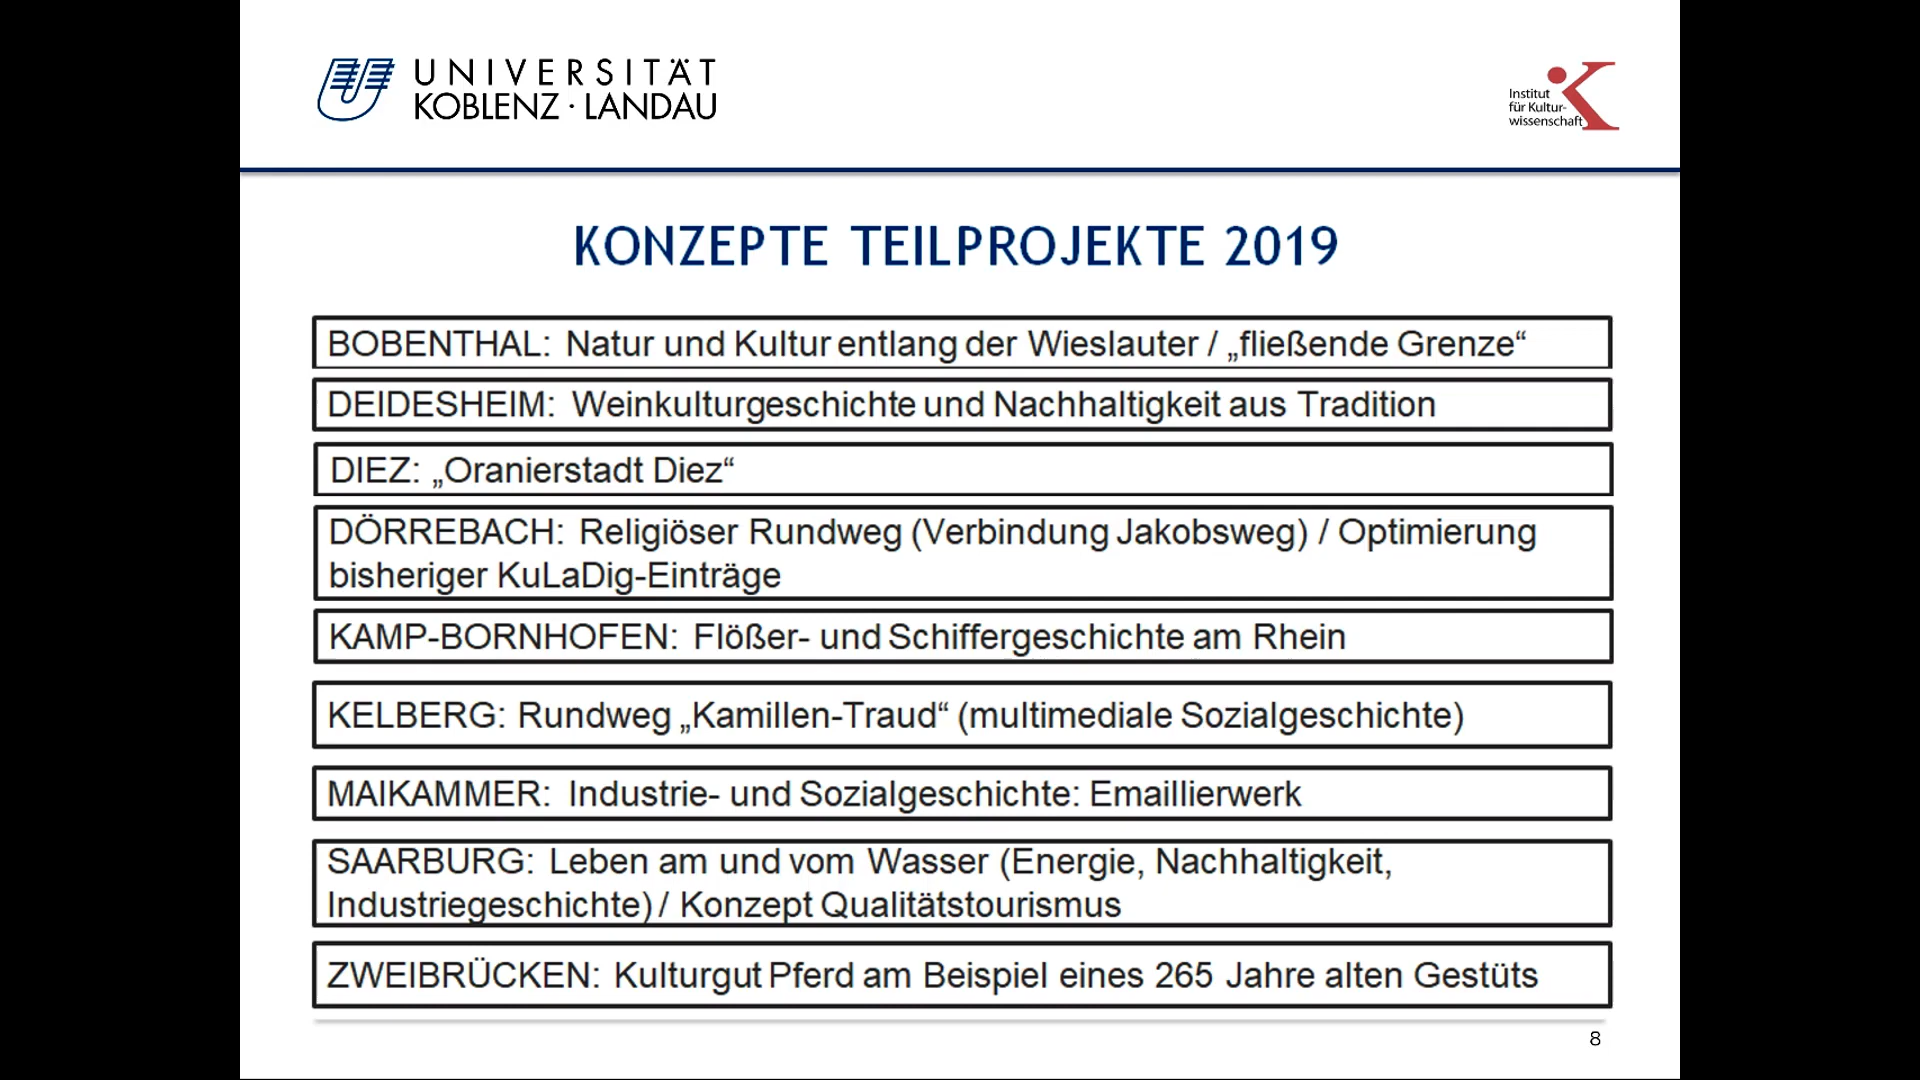 UNIVERSITÄT
KOBLENZ · LANDAU
Institut
für Kultur-
wissenschaft
KONZEPTE TEILPROJEKTE 2019
BOBENTHAL: Natur und Kultur entlang der Wieslauter / „fließende Grenze“
DEIDESHEIM: Weinkulturgeschichte und Nachhaltigkeit aus Tradition
DIEZ: „Oranierstadt Diez“
DÖRREBACH: Religiöser Rundweg (Verbindung Jakobsweg) / Optimierung
bisheriger KuLaDig-Einträge
KAMP-BORNHOFEN: Flößer- und Schiffergeschichte am Rhein
KELBERG: Rundweg „Kamillen-Traud“ (multimediale Sozialgeschichte)
MAIKAMMER: Industrie- und Sozialgeschichte: Emaillierwerk
SAARBURG: Leben am und vom Wasser (Energie, Nachhaltigkeit,
Industriegeschichte) / Konzept Qualitätstourismus
ZWEIBRÜCKEN: Kulturgut Pferd am Beispiel eines 265 Jahre alten Gestüts
8